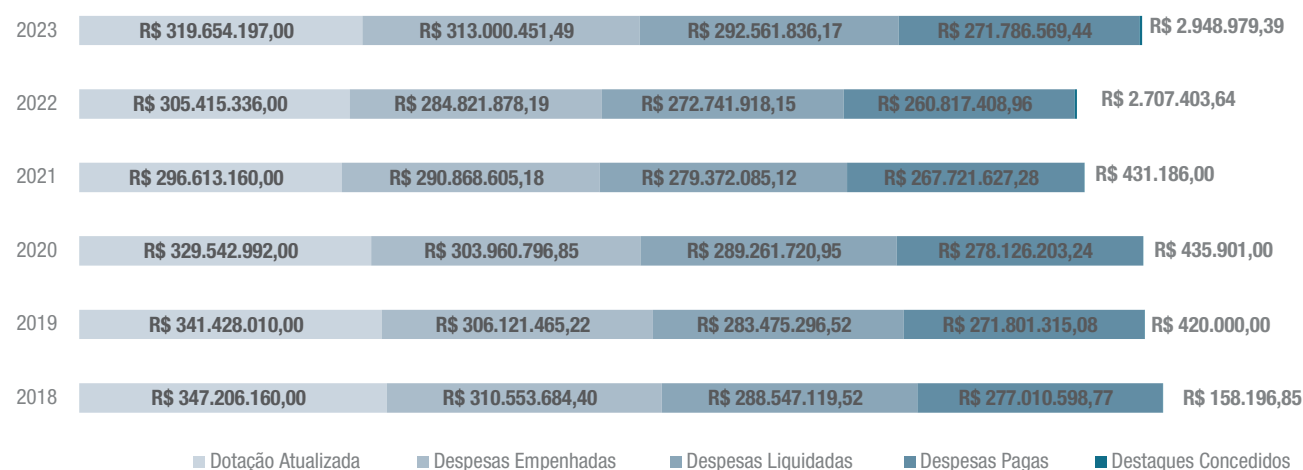 2023 R$ 319.654.197,00 R$ 313.000.451,49 R$ 292.561.836,17 R$ 271.786.569,44 R$ 2.948.979,39
2022 R$ 305.415.336,00 R$ 284.821.878,19 R$ 272.741.918,15 R$ 260.817.408,96 R$ 2.707.403,64
2021 R$ 296.613.160,00 R$ 290.868.605,18 R$ 279.372.085,12 R$ 267.721.627,28 R$ 431.186,00
2020 R$ 329.542.992,00 R$ 303.960.796,85 R$ 289.261.720,95 R$ 278.126.203,24 R$ 435.901,00
2019 R$ 341.428.010,00 R$ 306.121.465,22 R$ 283.475.296,52 R$ 271.801.315,08 R$ 420.000,00
2018 R$ 347.206.160,00 R$ 310.553.684,40 R$ 288.547.119,52 R$ 277.010.598,77 R$ 158.196,85
Dotação Atualizada Despesas Empenhadas Despesas Liquidadas Despesas Pagas Destaques Concedidos